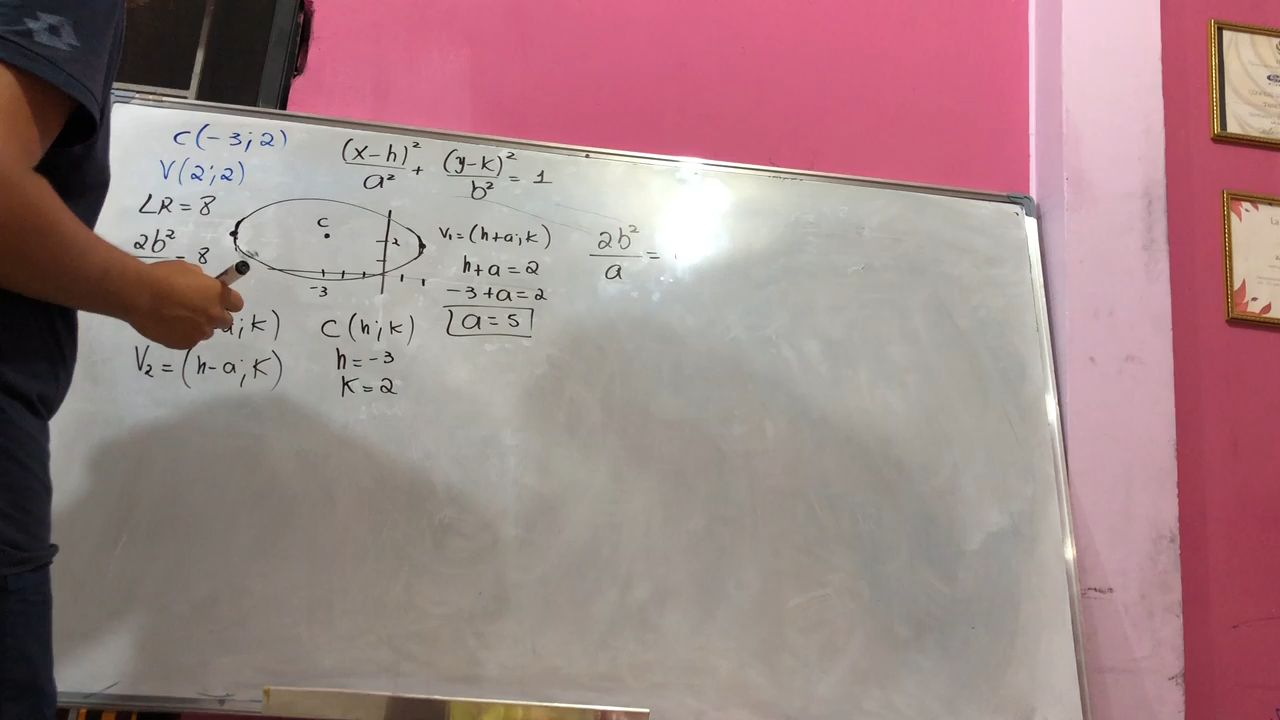 C(-3;2)
V(2;2)
LR = 8
2b²
= 8
a;k)
V₂ = (h-a;k)
(x-h)²/a² + (y-k)²/b² = 1
C
2
-3
C(h;k)
h = -3
k = 2
V₁ = (h+a;k)
h+a = 2
-3+a = 2
a = 5
2b²/a =